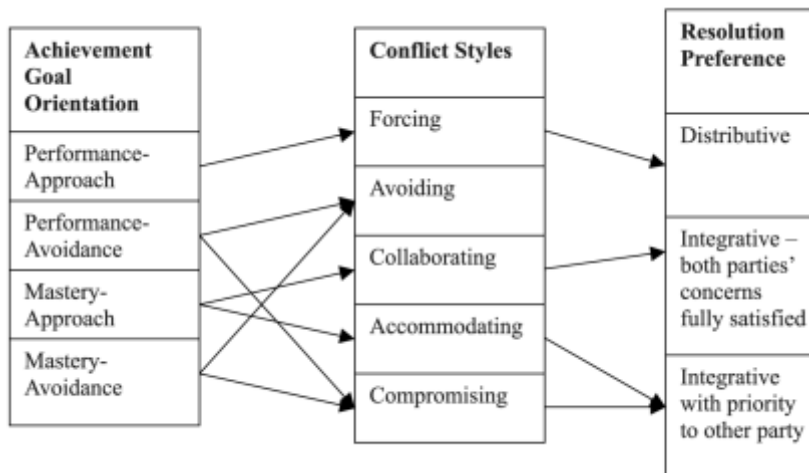 Achievement
Goal
Orientation
Performance-
Approach
Performance-
Avoidance
Mastery-
Approach
Mastery-
Avoidance
Conflict Styles
Forcing
Avoiding
Collaborating
Accommodating
Compromising
Resolution
Preference
Distributive
Integrative –
both parties’
concerns
fully satisfied
Integrative
with priority
to other party